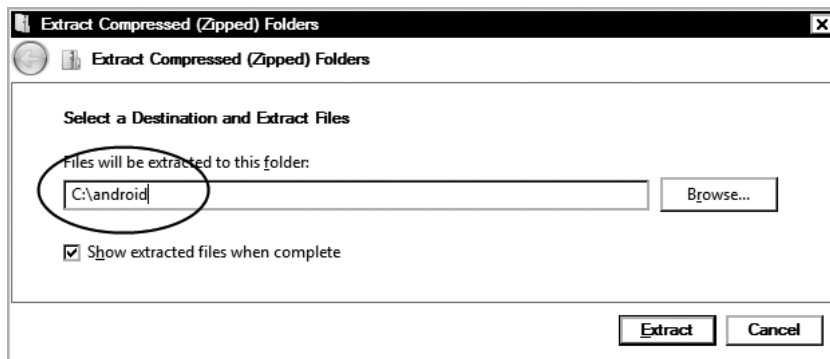 Extract Compressed (Zipped) Folders
Extract Compressed (Zipped) Folders
Select a Destination and Extract Files
Files will be extracted to this folder:
C:\android
Browse...
Show extracted files when complete
Extract Cancel